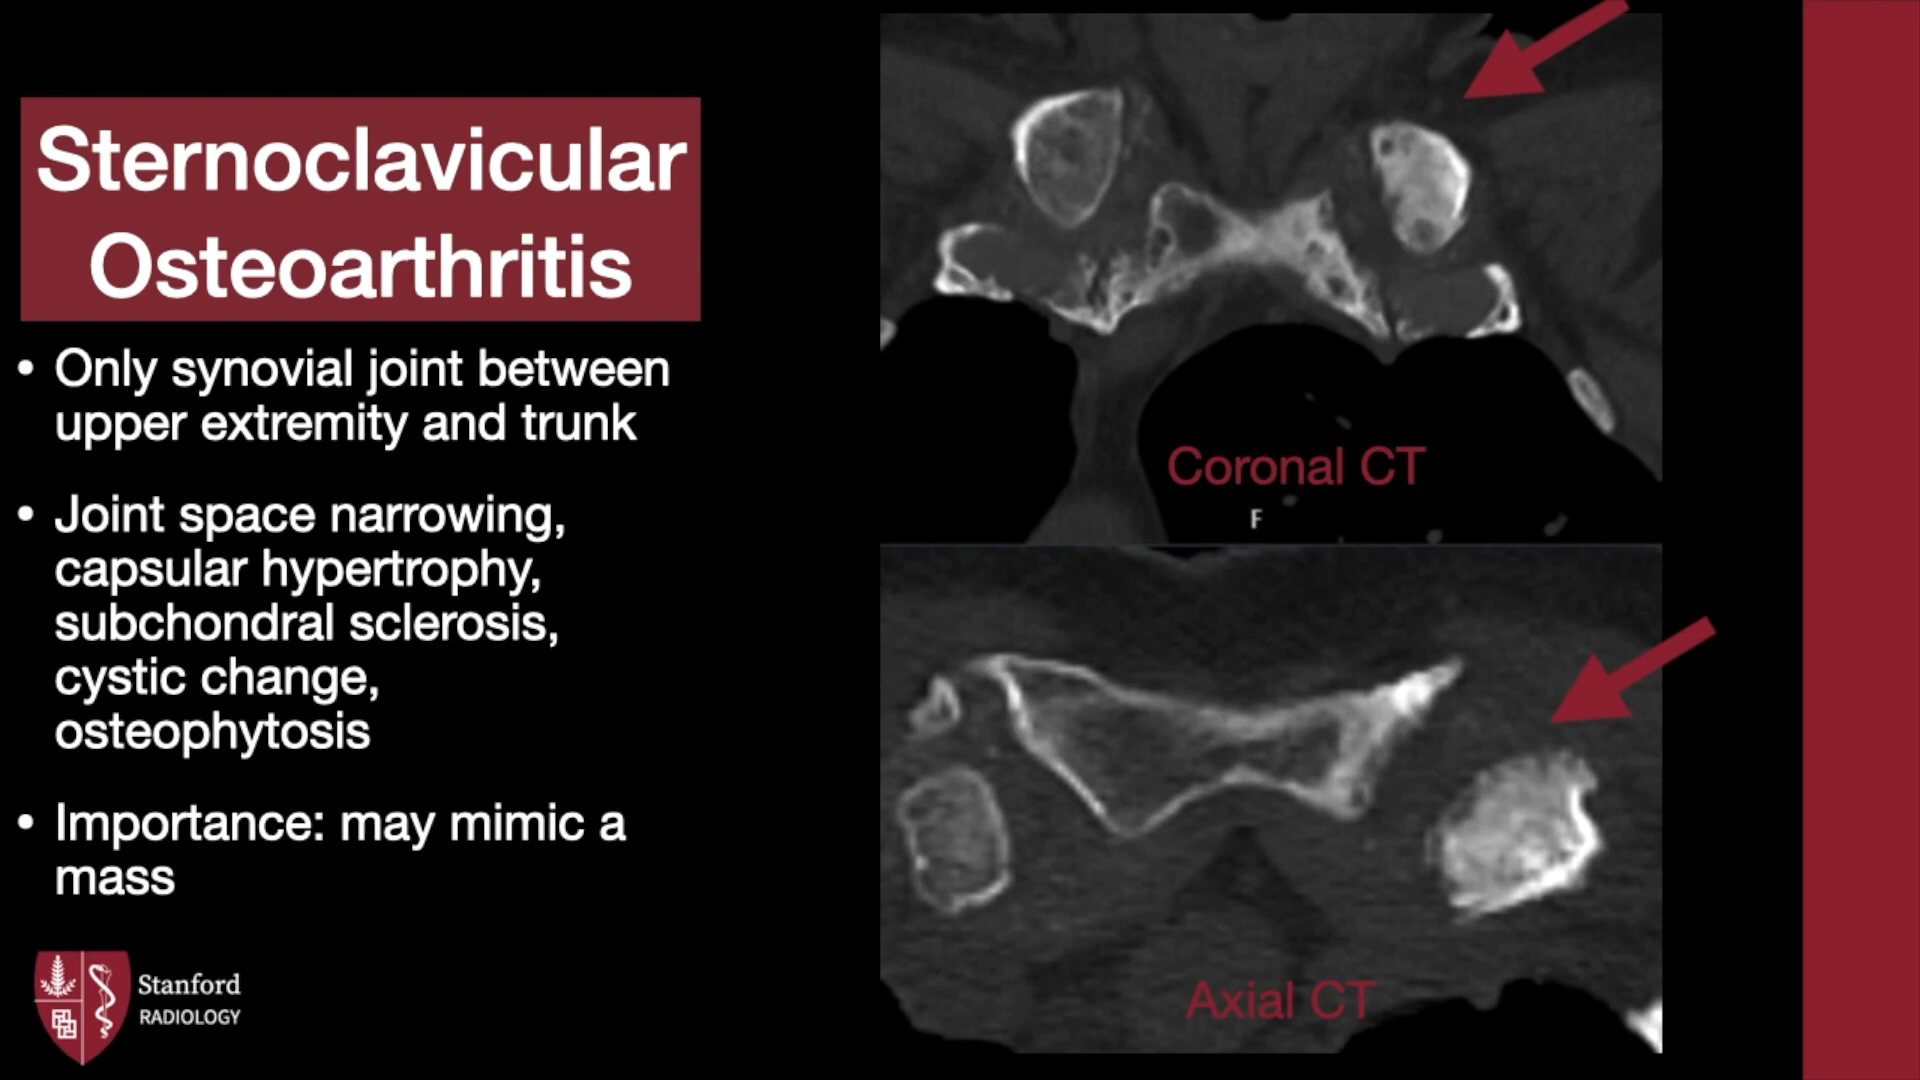 Sternoclavicular
Osteoarthritis
• Only synovial joint between
upper extremity and trunk
• Joint space narrowing,
capsular hypertrophy,
subchondral sclerosis,
cystic change,
osteophytosis
• Importance: may mimic a
mass
Stanford
RADIOLOGY
Coronal CT
F
Axial CT